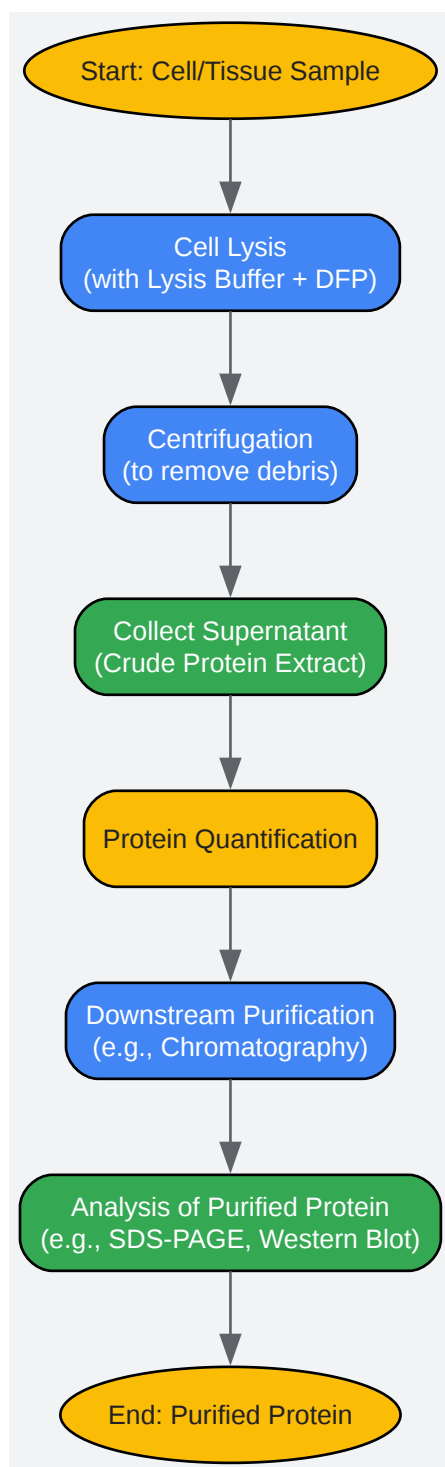 Start: Cell/Tissue Sample
Cell Lysis
(with Lysis Buffer + DFP)
Centrifugation
(to remove debris)
Collect Supernatant
(Crude Protein Extract)
Protein Quantification
Downstream Purification
(e.g., Chromatography)
Analysis of Purified Protein
(e.g., SDS-PAGE, Western Blot)
End: Purified Protein